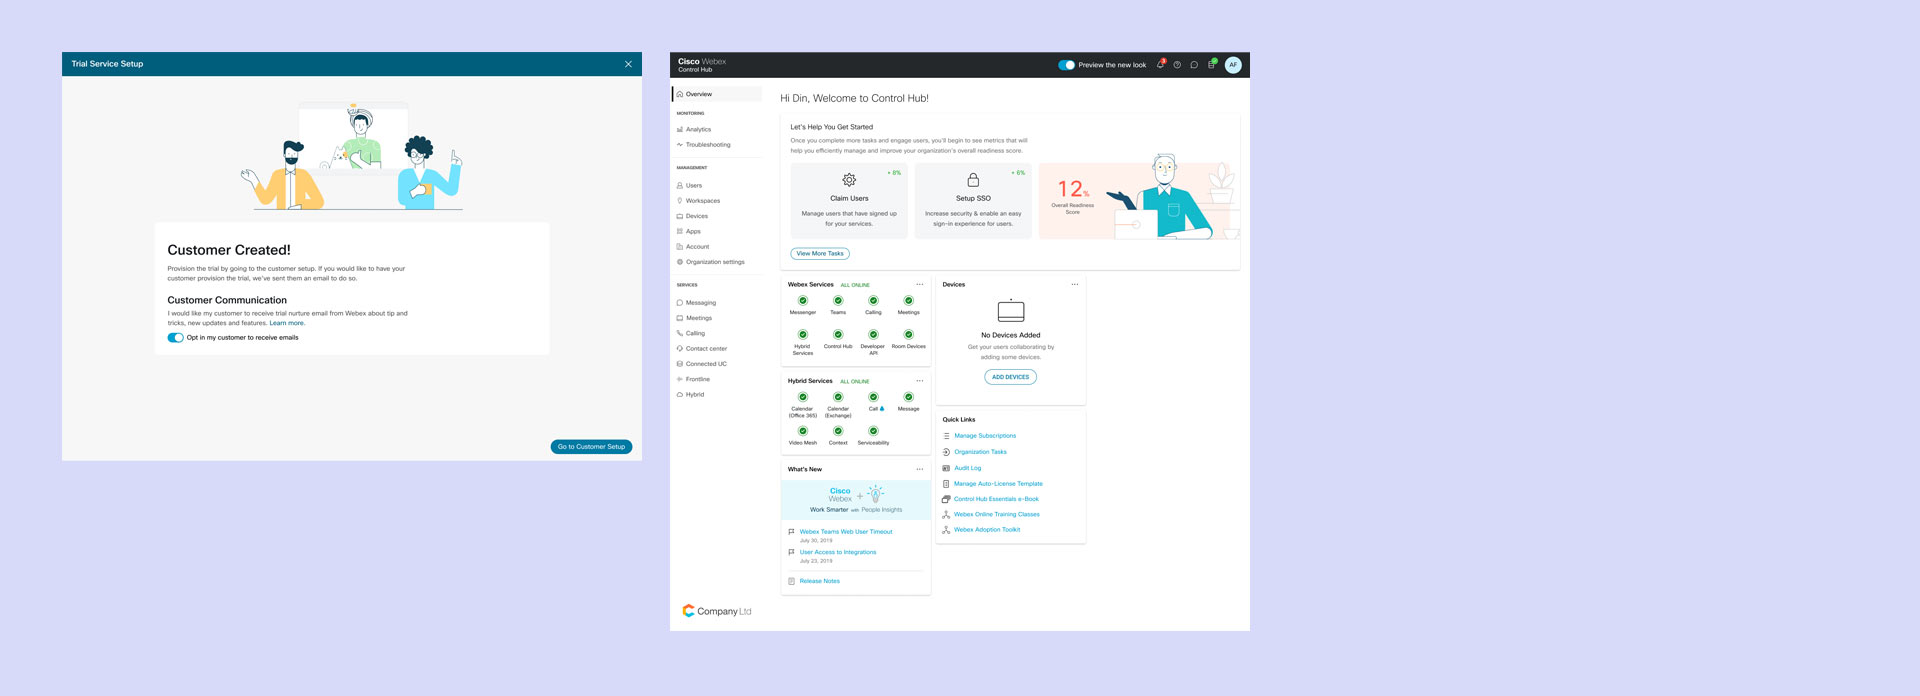 Trial Service Setup
Customer Created!
Provision the trial by going to the customer setup. If you would like to have your
customer provision the trial, we've sent them an email to do so.
Customer Communication
I would like my customer to receive trial nurture email from Webex about tip and
tricks, new updates and features. Learn more.
Opt in my customer to receive emails
Go to Customer Setup
Cisco Webex
Control Hub
Preview the new look
3
AF
Overview
MONITORING
Analytics
Troubleshooting
MANAGEMENT
Users
Workspaces
Devices
Apps
Account
Organization settings
SERVICES
Messaging
Meetings
Calling
Contact center
Connected UC
Frontline
Hybrid
Company Ltd
Hi Din, Welcome to Control Hub!
Let's Help You Get Started
Once you complete more tasks and engage users, you'll begin to see metrics that will
help you efficiently manage and improve your organization's overall readiness score.
+ 8%
Claim Users
Manage users that have signed up
for your services.
+ 6%
Setup SSO
Increase security & enable an easy
sign-in experience for users.
12%
Overall Readiness
Score
View More Tasks
Webex Services ALL ONLINE
Messenger Teams Calling Meetings
Hybrid
Services
Control Hub
Developer
API
Room Devices
Hybrid Services ALL ONLINE
Calendar
(Office 365)
Calendar
(Exchange)
Call
Message
Video Mesh Context Serviceability
What's New
Cisco
Webex +
Work Smarter with People Insights
Webex Teams Web User Timeout
July 30, 2019
User Access to Integrations
July 23, 2019
Release Notes
Devices
No Devices Added
Get your users collaborating by
adding some devices.
ADD DEVICES
Quick Links
Manage Subscriptions
Organization Tasks
Audit Log
Manage Auto-License Template
Control Hub Essentials e-Book
Webex Online Training Classes
Webex Adoption Toolkit